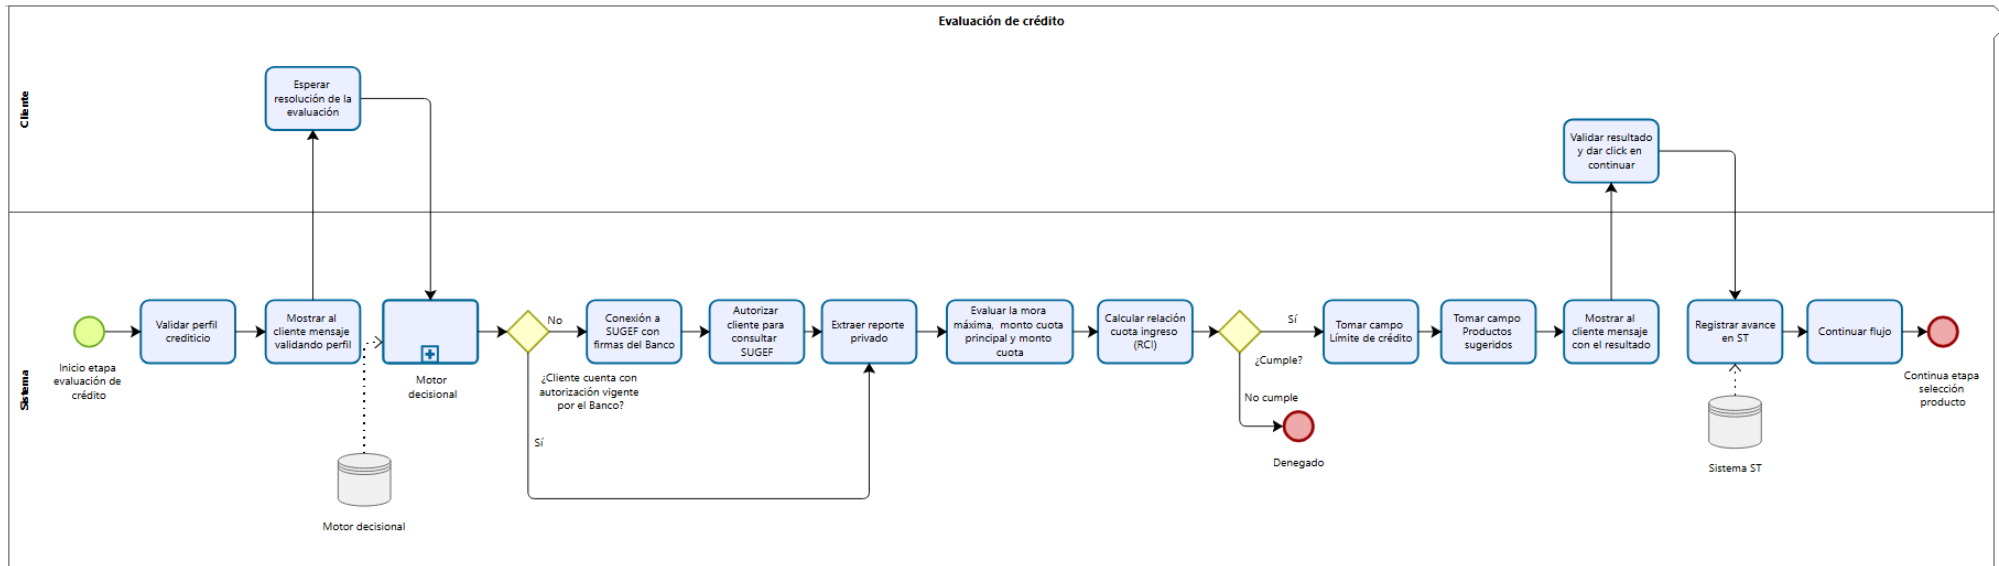 Evaluación de crédito
Cliente
Esperar
resolución de la
evaluación
Validar resultado
y dar click en
continuar
Sistema
Inicio etapa
evaluación de
crédito
Validar perfil
crediticio
Mostrar al
cliente mensaje
validando perfil
Motor
decisional
Motor decisional
¿Cliente cuenta con
autorización vigente
por el Banco?
No
Sí
Conexión a
SUGEF con
firmas del Banco
Autorizar
cliente para
consultar
SUGEF
Extraer reporte
privado
Evaluar la mora
máxima, monto cuota
principal y monto
cuota
Calcular relación
cuota ingreso
(RCI)
Sí
¿Cumple?
No cumple
Denegado
Tomar campo
Límite de crédito
Tomar campo
Productos
sugeridos
Mostrar al
cliente mensaje
con el resultado
Registrar avance
en ST
Sistema ST
Continuar flujo
Continua etapa
selección
producto